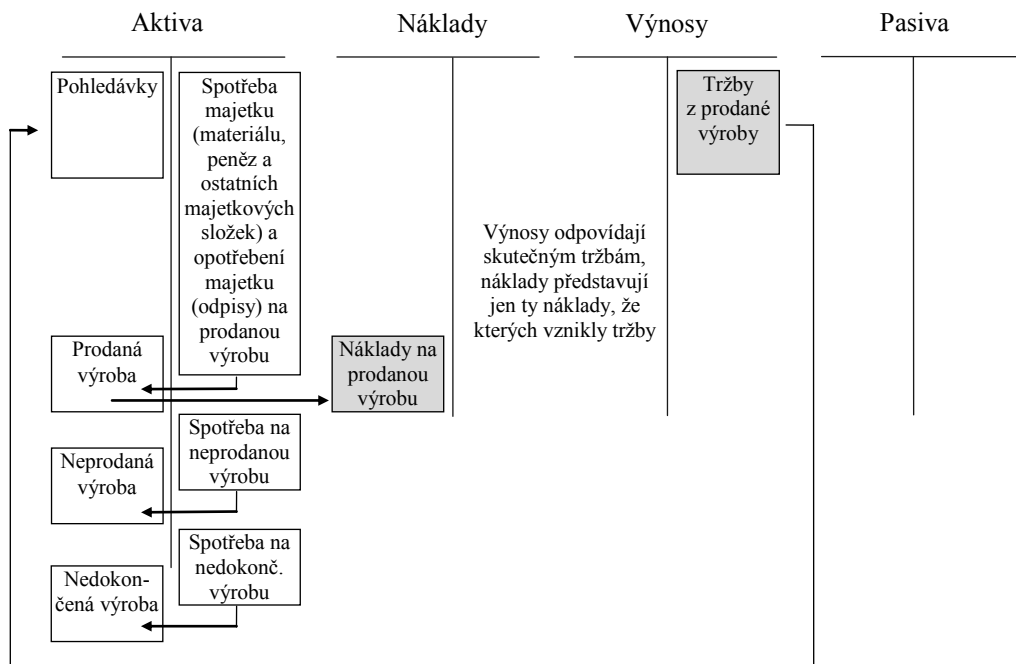 Aktiva
Náklady
Výnosy
Pasiva
Pohledávky
Spotřeba
majetku
(materiálu,
peněz a
ostatních
majetkových
složek) a
opotřebení
majetku
(odpisy) na
prodanou
výrobu
Tržby
z prodané
výroby
Výnosy odpovídají
skutečným tržbám,
náklady představují
jen ty náklady, že
kterých vznikly tržby
Prodaná
výroba
Náklady na
prodanou
výrobu
Spotřeba na
neprodanou
výrobu
Neprodaná
výroba
Spotřeba na
nedokonč.
výrobu
Nedokon-
čená výroba